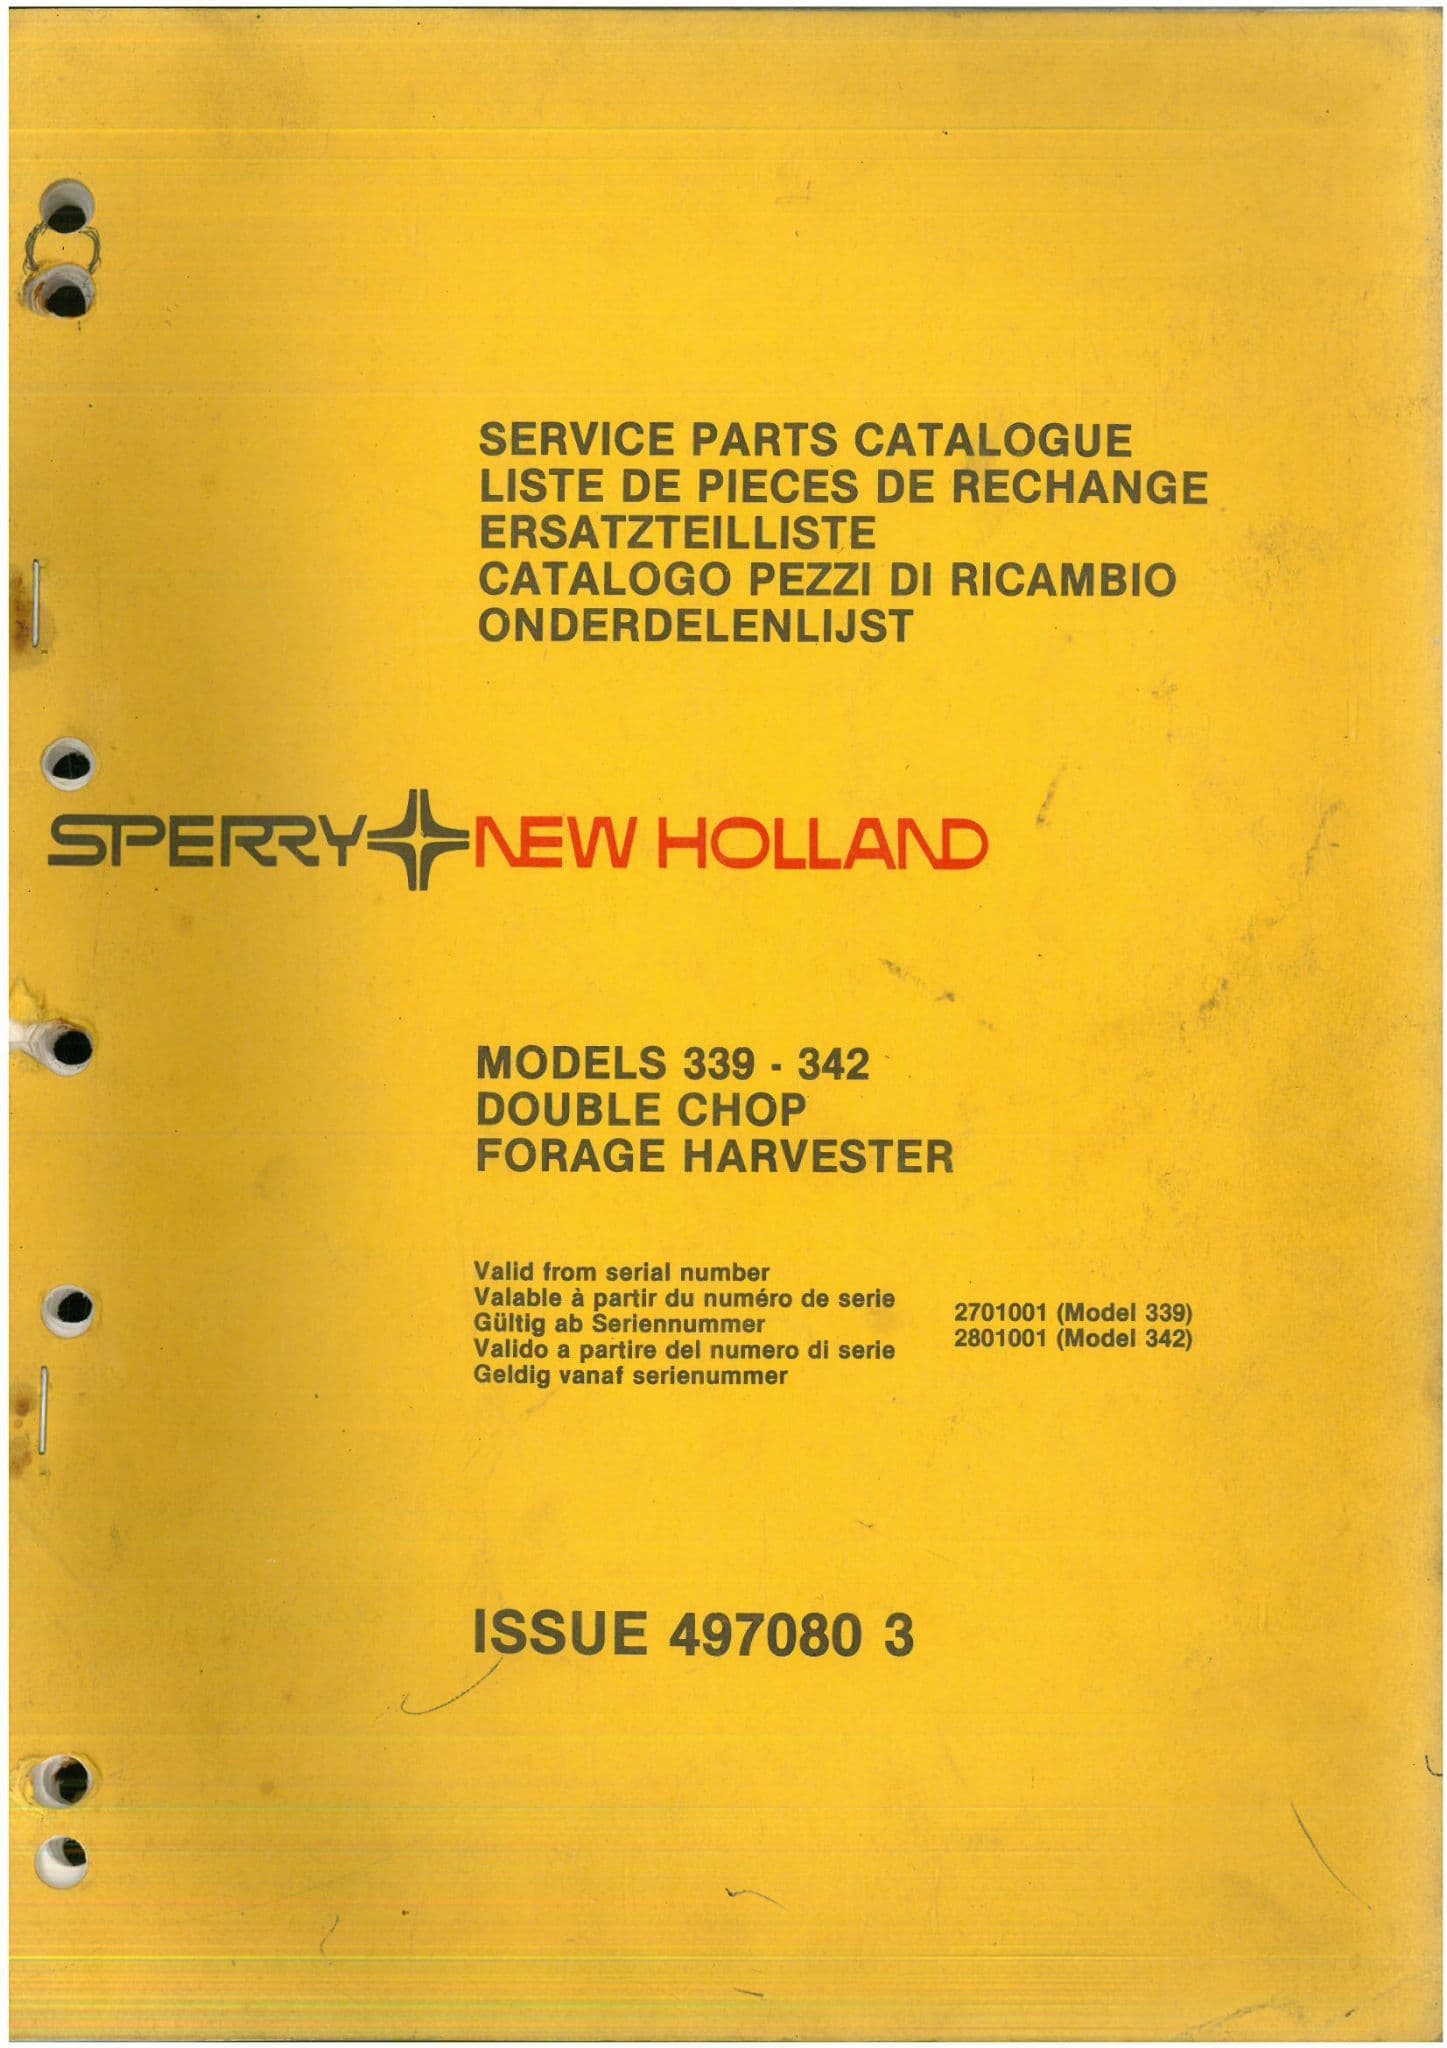 SERVICE PARTS CATALOGUE
LISTE DE PIECES DE RECHANGE
ERSATZTEILLISTE
CATALOGO PEZZI DI RICAMBIO
ONDERDELENLIJST
SPERRY NEW HOLLAND
MODELS 339 - 342
DOUBLE CHOP
FORAGE HARVESTER
Valid from serial number
Valable à partir du numéro de serie
Gültig ab Seriennummer
Valido a partire del numero di serie
Geldig vanaf serienummer
2701001 (Model 339)
2801001 (Model 342)
ISSUE 497080 3